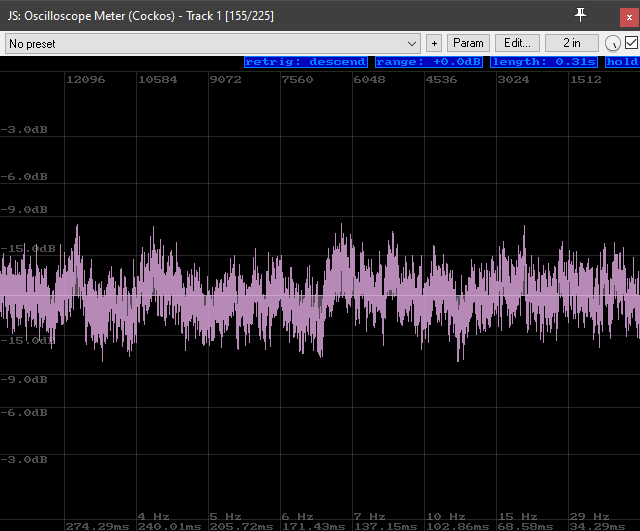 JS: Oscilloscope Meter (Cockos) - Track 1 [155/225]
No preset + Param Edit... 2 in
retrig: descend range: +0.0dB length: 0.31s hold
12096 10584 9072 7560 6048 4536 3024 1512
-3.0dB
-6.0dB
-9.0dB
-15.0dB
-15.0dB
-9.0dB
-6.0dB
-3.0dB
4 Hz 5 Hz 6 Hz 7 Hz 10 Hz 15 Hz 29 Hz
274.29ms 240.01ms 205.72ms 171.43ms 137.15ms 102.86ms 68.58ms 34.29ms